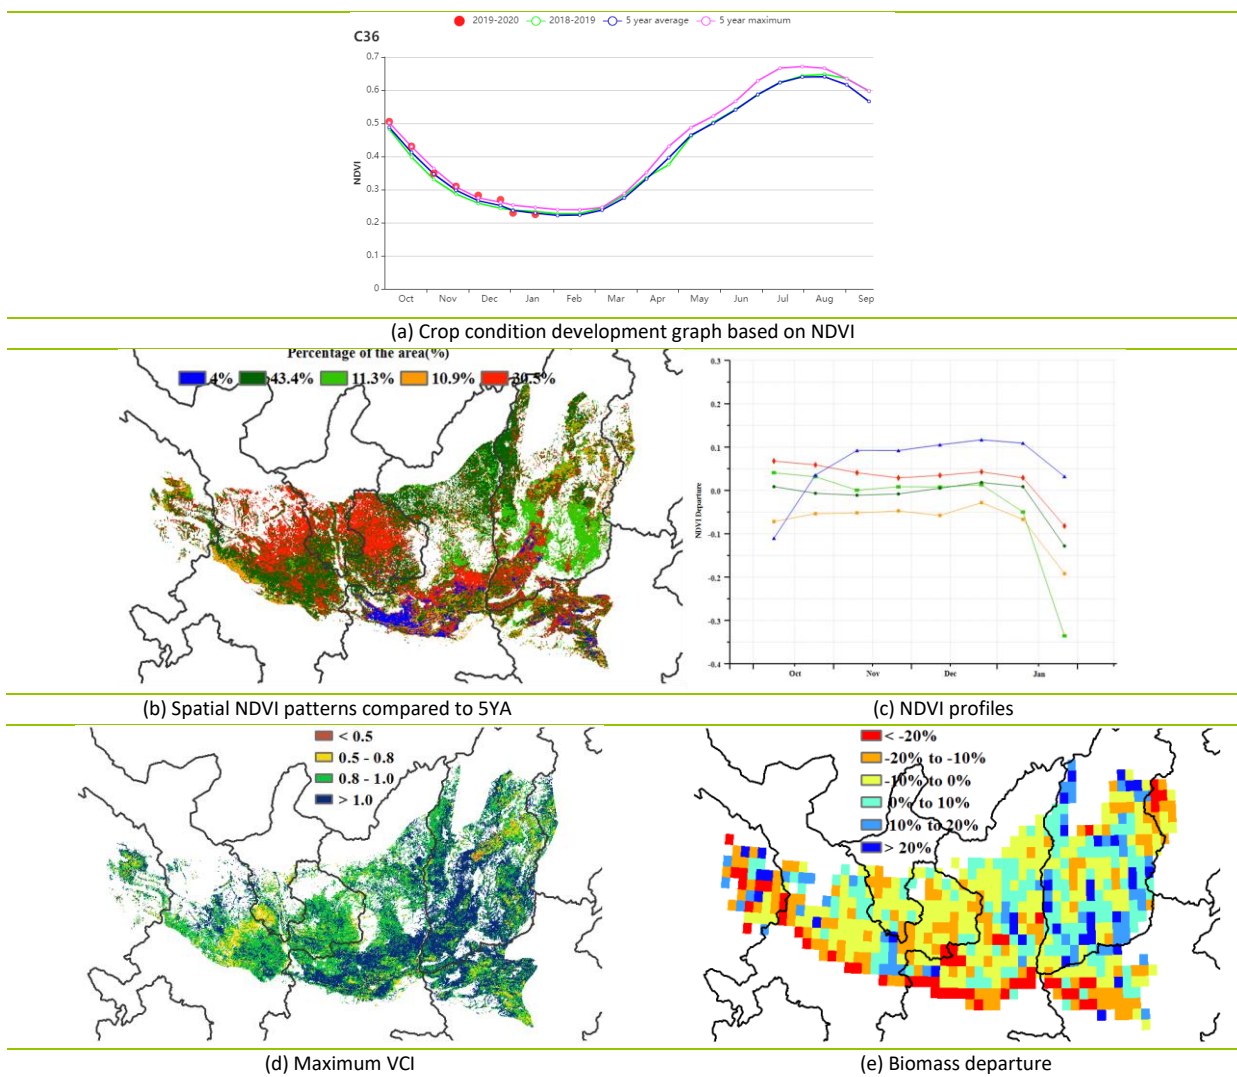 2019-2020 2018-2019 5 year average 5 year maximum
C36
0.7
0.6
0.5
0.4
0.3
0.2
0.1
0
NDVI
Oct Nov Dec Jan Feb Mar Apr May Jun Jul Aug Sep
(a) Crop condition development graph based on NDVI
Percentage of the area(%)
4% 43.4% 11.3% 10.9% 30.5%
0.3
0.2
0.1
0.0
-0.1
-0.2
-0.3
-0.4
NDVI Departure
Oct Nov Dec Jan
(b) Spatial NDVI patterns compared to 5YA
(c) NDVI profiles
< 0.5
0.5 - 0.8
0.8 - 1.0
> 1.0
< -20%
-20% to -10%
-10% to 0%
0% to 10%
10% to 20%
> 20%
(d) Maximum VCI
(e) Biomass departure